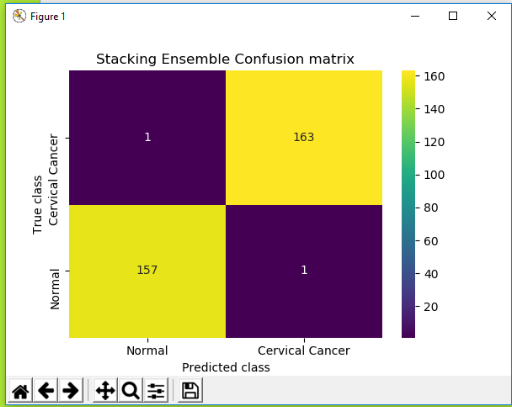 Figure 1
Stacking Ensemble Confusion matrix
True class
Cervical Cancer
Normal
1
163
157
1
160
140
120
100
80
60
40
20
Normal
Cervical Cancer
Predicted class